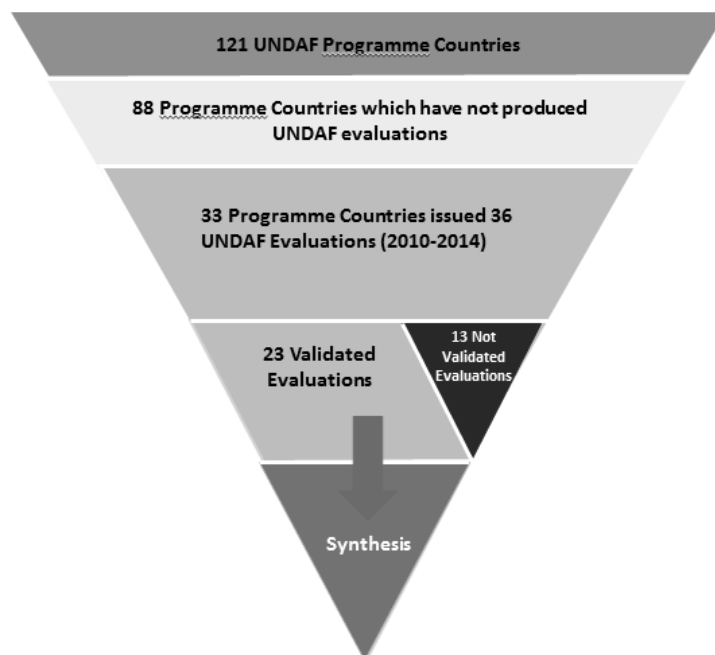 121 UNDAF Programme Countries
88 Programme Countries which have not produced
UNDAF evaluations
33 Programme Countries issued 36
UNDAF Evaluations (2010-2014)
23 Validated
Evaluations
13 Not
Validated
Evaluations
Synthesis